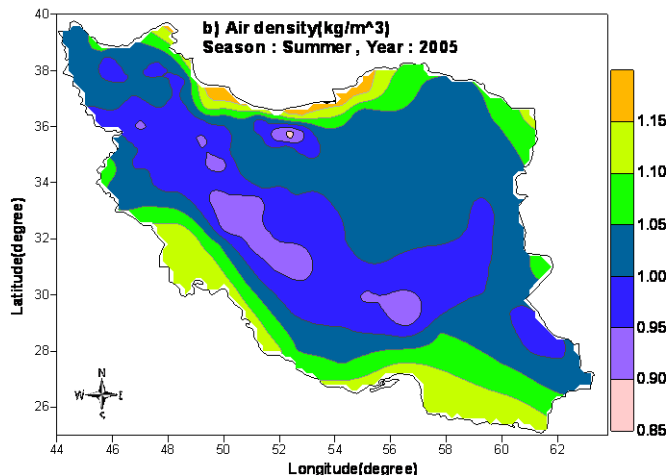 b) Air density(kg/m^3)
Season : Summer , Year : 2005
Latitude(degree)
40
38
36
34
32
30
28
26
44 46 48 50 52 54 56 58 60 62
Longitude(degree)
1.15
1.10
1.05
1.00
0.95
0.90
0.85
N
W E
S